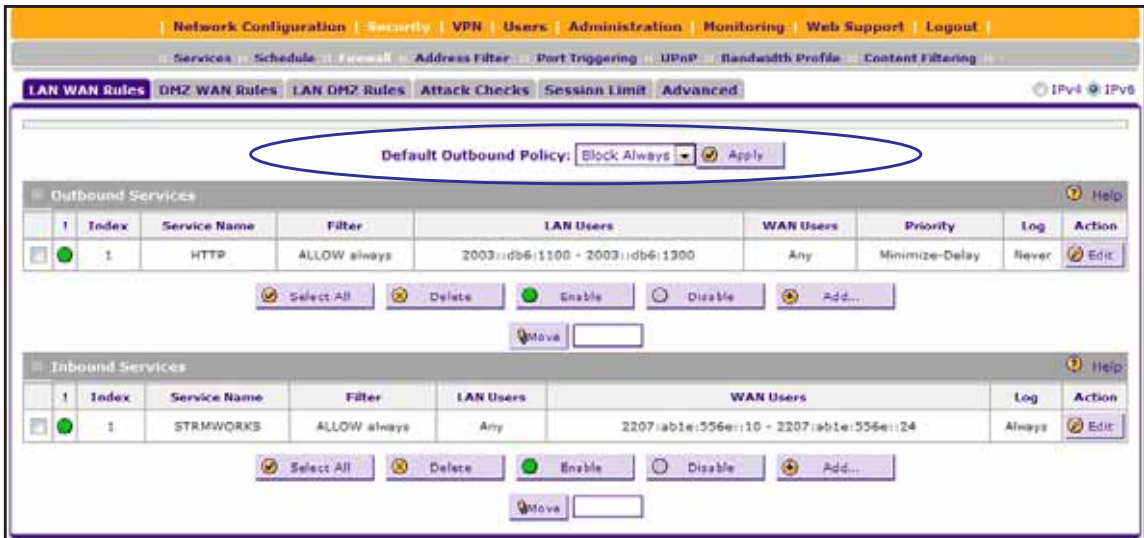 Network Configuration | Security | VPN | Users | Administration | Monitoring | Web Support | Logout
Services Schedule Firewall Address Filter Port Triggering UPnP Bandwidth Profile Content Filtering
LAN WAN Rules DMZ WAN Rules LAN DMZ Rules Attack Checks Session Limit Advanced IPv4 IPv6
Default Outbound Policy: Block Always Apply
Outbound Services Help
! Index Service Name Filter LAN Users WAN Users Priority Log Action
1 HTTP ALLOW always 2003::db6:1100 - 2003::db6:1300 Any Minimize-Delay Never Edit
Select All Delete Enable Disable Add...
Move
Inbound Services Help
! Index Service Name Filter LAN Users WAN Users Log Action
1 STRMWORKS ALLOW always Any 2207:ab1e:556e::10 - 2207:ab1e:556e::24 Always Edit
Select All Delete Enable Disable Add...
Move